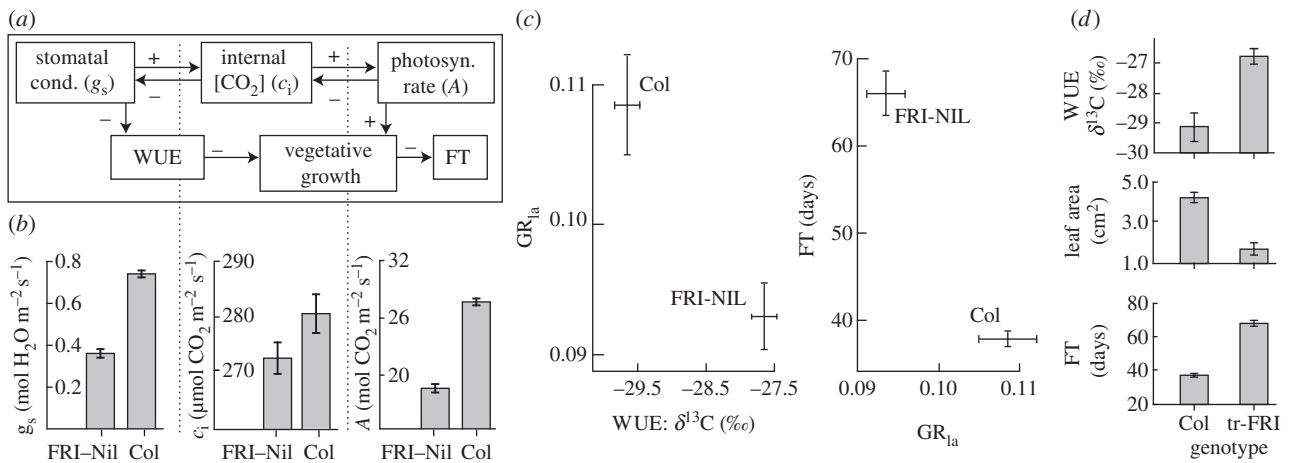 (a)
stomatal
cond. (gs)
+
–
internal
[CO2] (ci)
+
–
photosyn.
rate (A)
–
+
WUE
–
vegetative
growth
–
FT
(b)
gs (mol H2O m−2 s−1)
0.8
0.6
0.4
0.2
FRI–Nil Col
ci (μmol CO2 m−2 s−1)
290
280
270
FRI–Nil Col
A (mol CO2 m−2 s−1)
32
28
26
19
FRI–Nil Col
(c)
GRla
0.11
0.10
0.09
Col
FRI-NIL
−29.5 −28.5 −27.5
WUE: δ13C (‰)
FT (days)
70
60
50
40
FRI-NIL
Col
0.09 0.10 0.11
GRla
(d)
WUE
δ13C (‰)
−27
−28
−29
−30
leaf area
(cm2)
5.0
3.0
1.0
FT
(days)
80
60
40
20
Col tr-FRI
genotype